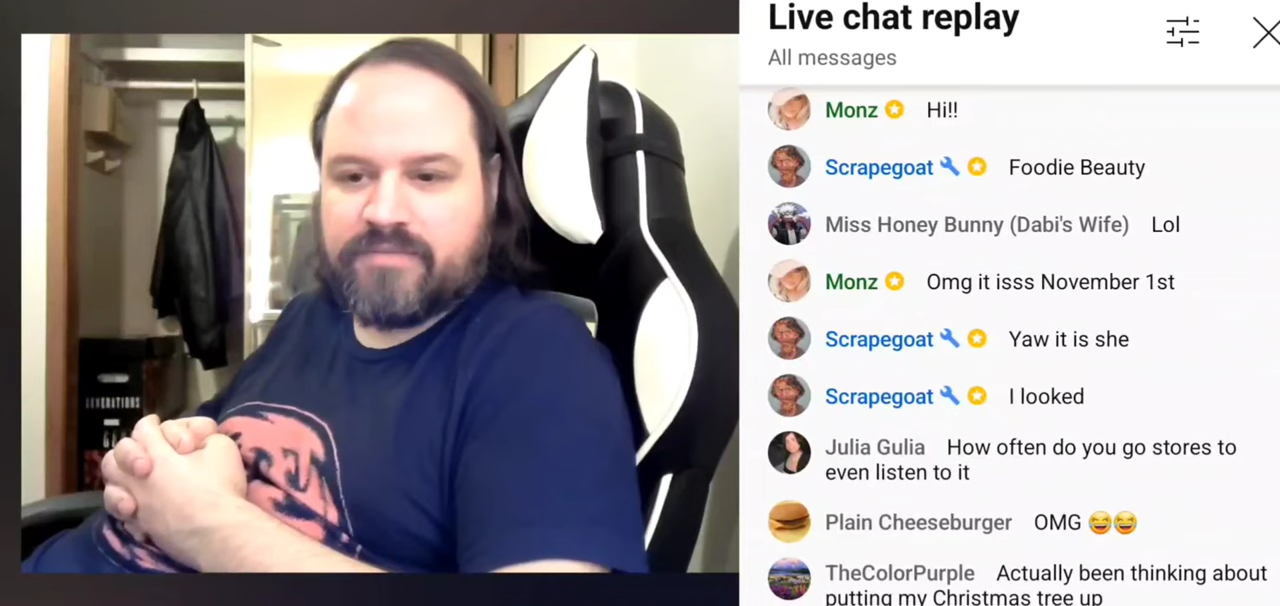 Live chat replay
All messages
Monz Hi!!
Scrapegoat Foodie Beauty
Miss Honey Bunny (Dabi's Wife) Lol
Monz Omg it isss November 1st
Scrapegoat Yaw it is she
Scrapegoat I looked
Julia Gulia How often do you go stores to
even listen to it
Plain Cheeseburger OMG 😆😆
TheColorPurple Actually been thinking about
putting my Christmas tree up
GENERATIONS